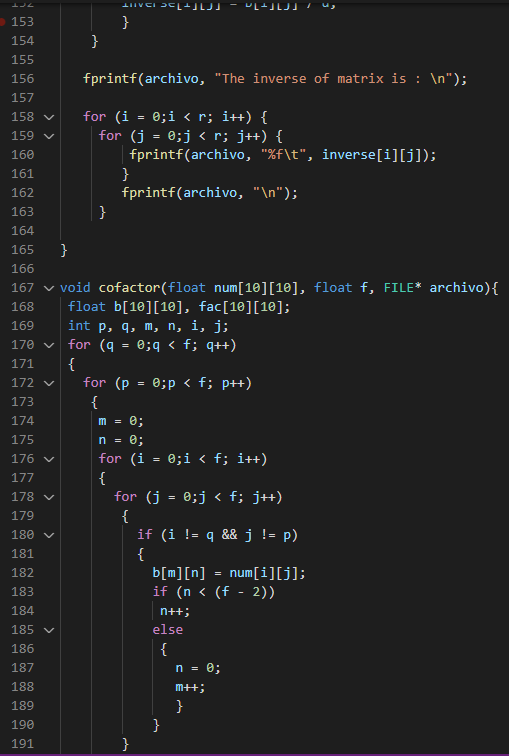 152 inverse[i][j] = b[i][j] / d;
153 }
154 }
155
156 fprintf(archivo, "The inverse of matrix is : \n");
157
158 for (i = 0;i < r; i++) {
159 for (j = 0;j < r; j++) {
160 fprintf(archivo, "%f\t", inverse[i][j]);
161 }
162 fprintf(archivo, "\n");
163 }
164
165 }
166
167 void cofactor(float num[10][10], float f, FILE* archivo){
168 float b[10][10], fac[10][10];
169 int p, q, m, n, i, j;
170 for (q = 0;q < f; q++)
171 {
172 for (p = 0;p < f; p++)
173 {
174 m = 0;
175 n = 0;
176 for (i = 0;i < f; i++)
177 {
178 for (j = 0;j < f; j++)
179 {
180 if (i != q && j != p)
181 {
182 b[m][n] = num[i][j];
183 if (n < (f - 2))
184 n++;
185 else
186 {
187 n = 0;
188 m++;
189 }
190 }
191 }